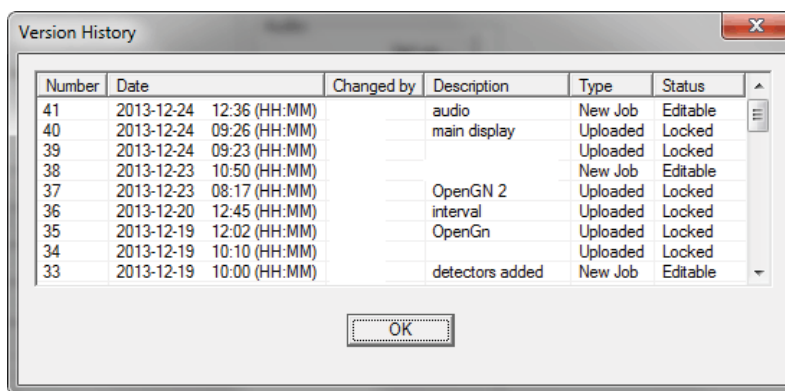 Version History
Number Date Changed by Description Type Status
41 2013-12-24 12:36 (HH:MM) audio New Job Editable
40 2013-12-24 09:26 (HH:MM) main display Uploaded Locked
39 2013-12-24 09:23 (HH:MM) Uploaded Locked
38 2013-12-23 10:50 (HH:MM) New Job Editable
37 2013-12-23 08:17 (HH:MM) OpenGN 2 Uploaded Locked
36 2013-12-20 12:45 (HH:MM) interval Uploaded Locked
35 2013-12-19 12:02 (HH:MM) OpenGn Uploaded Locked
34 2013-12-19 10:10 (HH:MM) Uploaded Locked
33 2013-12-19 10:00 (HH:MM) detectors added New Job Editable
OK